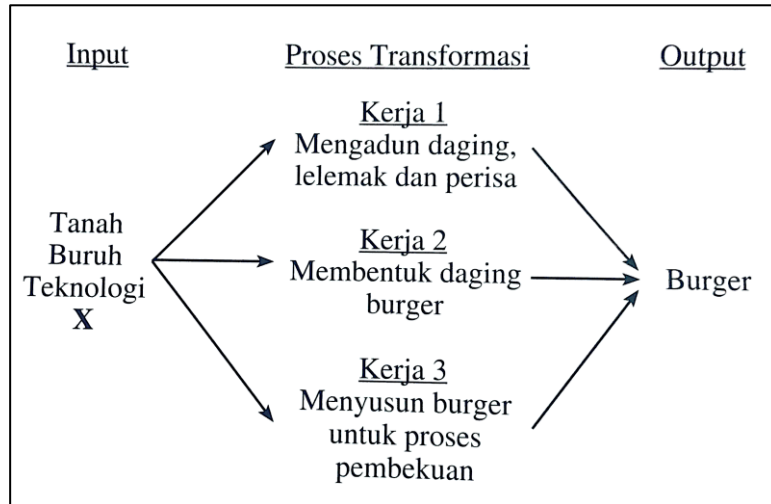 Input
Proses Transformasi
Output
Kerja 1
Mengadun daging,
lelemak dan perisa
Tanah
Buruh
Teknologi
X
Kerja 2
Membentuk daging
burger
Burger
Kerja 3
Menyusun burger
untuk proses
pembekuan